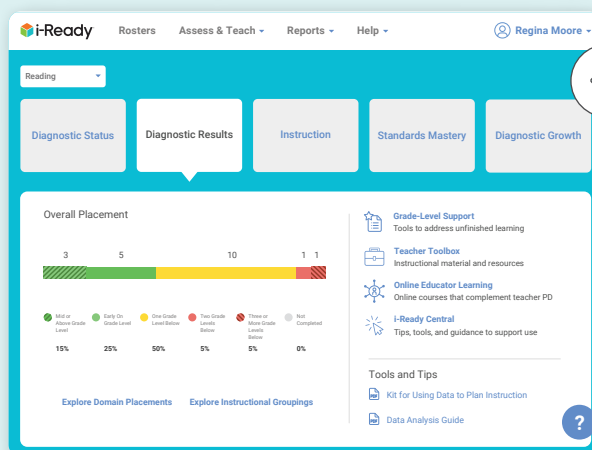 i-Ready
Rosters Assess & Teach Reports Help Regina Moore
Reading
Diagnostic Status Diagnostic Results Instruction Standards Mastery Diagnostic Growth
Overall Placement
3 5 10 1 1
Mid or Above Grade Level
15%
Early On Grade Level
25%
One Grade Level Below
50%
Two Grade Levels Below
5%
Three or More Grade Levels Below
5%
Not Completed
0%
Explore Domain Placements Explore Instructional Groupings
Grade-Level Support
Tools to address unfinished learning
Teacher Toolbox
Instructional material and resources
Online Educator Learning
Online courses that complement teacher PD
i-Ready Central
Tips, tools, and guidance to support use
Tools and Tips
PDF Kit for Using Data to Plan Instruction
PDF Data Analysis Guide
?